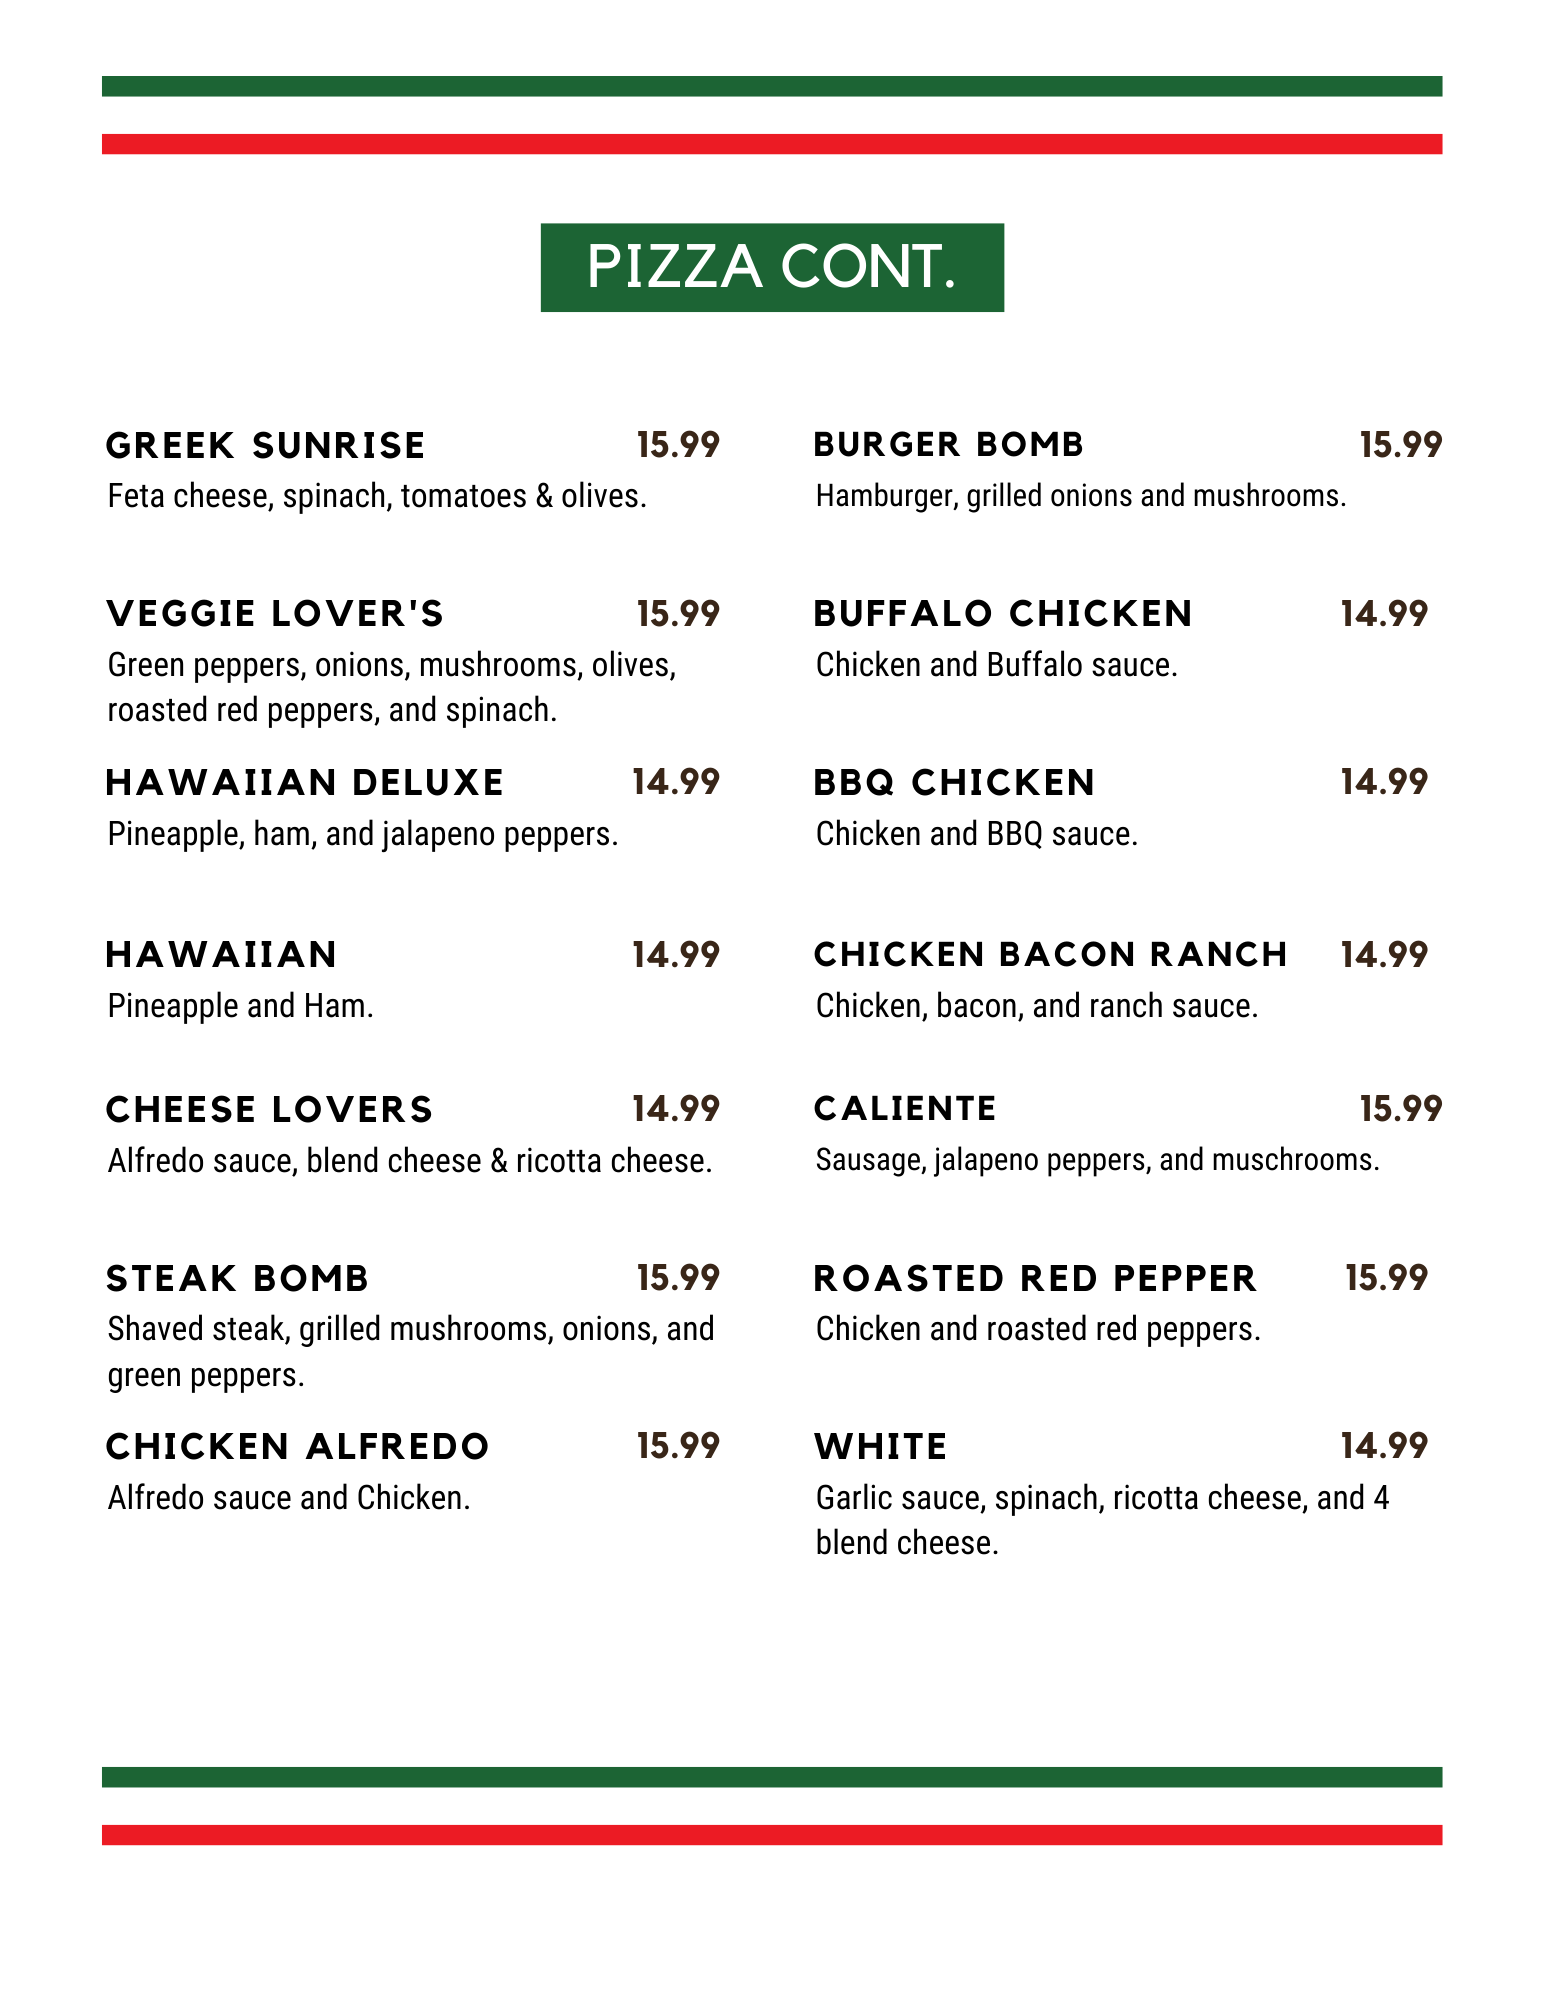 PIZZA CONT.
GREEK SUNRISE 15.99
Feta cheese, spinach, tomatoes & olives.
VEGGIE LOVER'S 15.99
Green peppers, onions, mushrooms, olives,
roasted red peppers, and spinach.
HAWAIIAN DELUXE 14.99
Pineapple, ham, and jalapeno peppers.
HAWAIIAN 14.99
Pineapple and Ham.
CHEESE LOVERS 14.99
Alfredo sauce, blend cheese & ricotta cheese.
STEAK BOMB 15.99
Shaved steak, grilled mushrooms, onions, and
green peppers.
CHICKEN ALFREDO 15.99
Alfredo sauce and Chicken.
BURGER BOMB 15.99
Hamburger, grilled onions and mushrooms.
BUFFALO CHICKEN 14.99
Chicken and Buffalo sauce.
BBQ CHICKEN 14.99
Chicken and BBQ sauce.
CHICKEN BACON RANCH 14.99
Chicken, bacon, and ranch sauce.
CALIENTE 15.99
Sausage, jalapeno peppers, and muschrooms.
ROASTED RED PEPPER 15.99
Chicken and roasted red peppers.
WHITE 14.99
Garlic sauce, spinach, ricotta cheese, and 4
blend cheese.